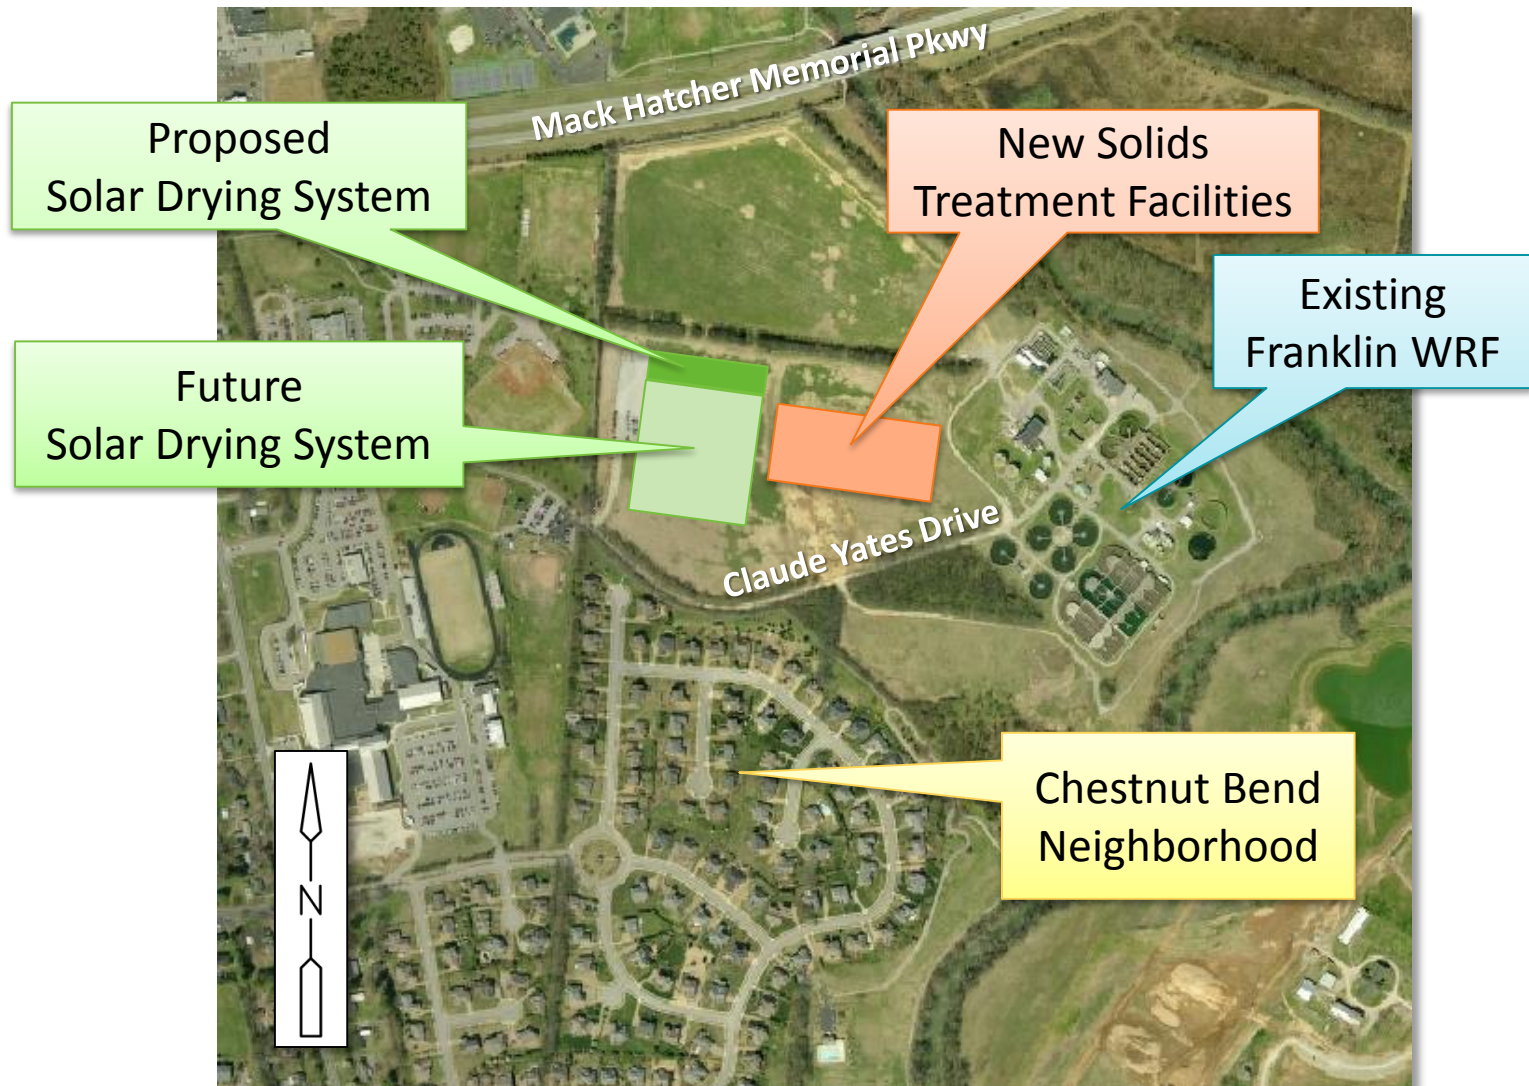 Mack Hatcher Memorial Pkwy
Proposed
Solar Drying System
New Solids
Treatment Facilities
Existing
Franklin WRF
Future
Solar Drying System
Claude Yates Drive
Chestnut Bend
Neighborhood
N